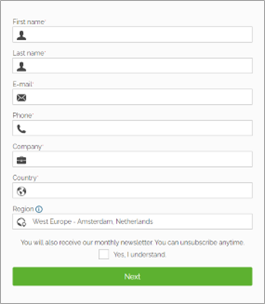 First name*
Last name*
E-mail*
Phone*
Company*
Country*
Region
West Europe - Amsterdam, Netherlands
You will also receive our monthly newsletter. You can unsubscribe anytime.
Yes, I understand.
Next